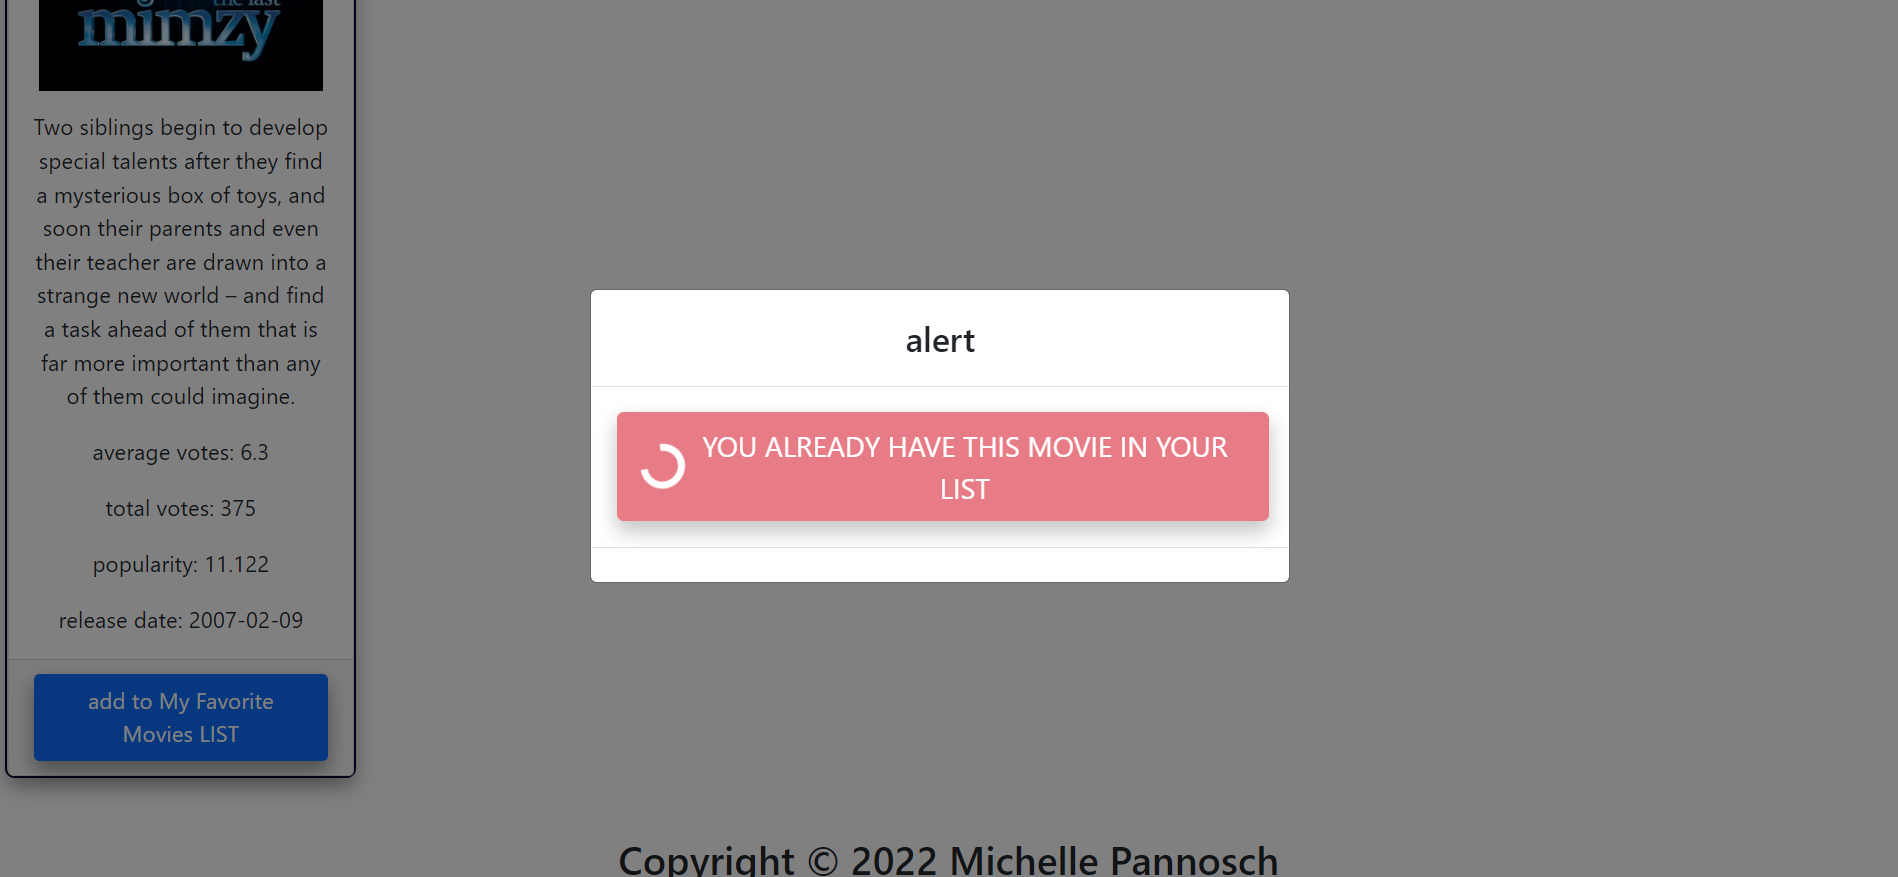 the last
mimzy
Two siblings begin to develop
special talents after they find
a mysterious box of toys, and
soon their parents and even
their teacher are drawn into a
strange new world – and find
a task ahead of them that is
far more important than any
of them could imagine.
average votes: 6.3
total votes: 375
popularity: 11.122
release date: 2007-02-09
add to My Favorite
Movies LIST
alert
YOU ALREADY HAVE THIS MOVIE IN YOUR
LIST
Copyright © 2022 Michelle Pannosch